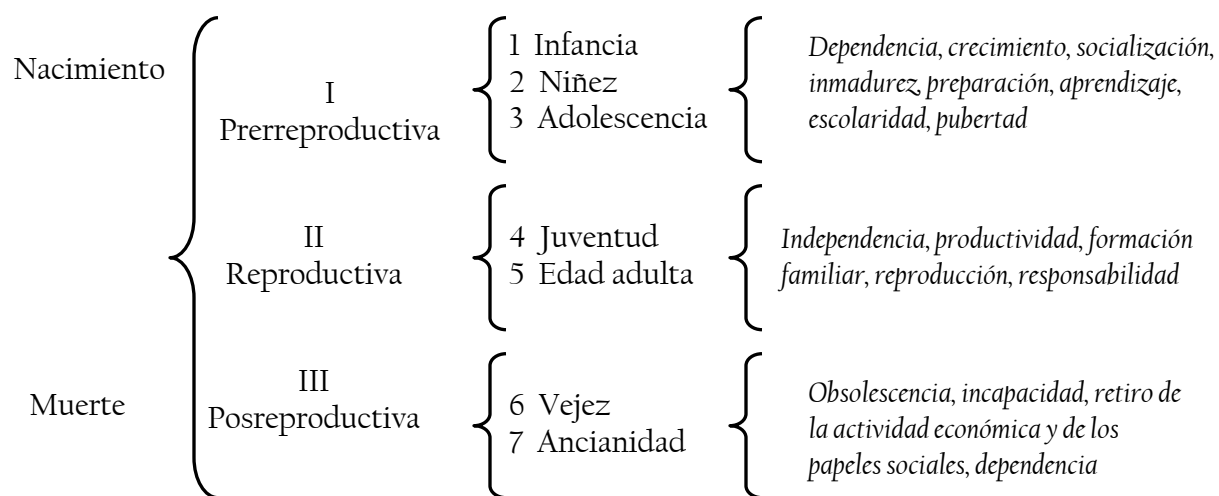 Nacimiento
I
Prerreproductiva
1 Infancia
2 Niñez
3 Adolescencia
Dependencia, crecimiento, socialización,
inmadurez, preparación, aprendizaje,
escolaridad, pubertad
II
Reproductiva
4 Juventud
5 Edad adulta
Independencia, productividad, formación
familiar, reproducción, responsabilidad
Muerte
III
Posreproductiva
6 Vejez
7 Ancianidad
Obsolescencia, incapacidad, retiro de
la actividad económica y de los
papeles sociales, dependencia